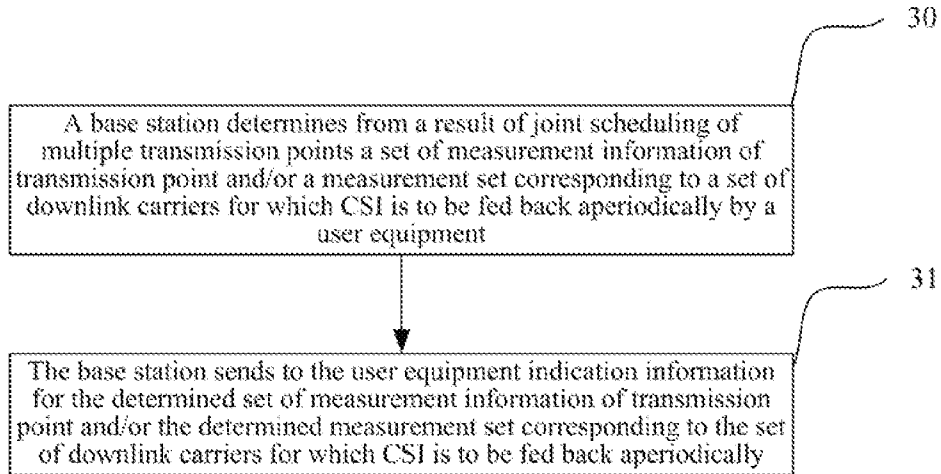 30
A base station determines from a result of joint scheduling of
multiple transmission points a set of measurement information of
transmission point and/or a measurement set corresponding to a set of
downlink carriers for which CSI is to be fed back aperiodically by a
user equipment
31
The base station sends to the user equipment indication information
for the determined set of measurement information of transmission
point and/or the determined measurement set corresponding to the set
of downlink carriers for which CSI is to be fed back aperiodically